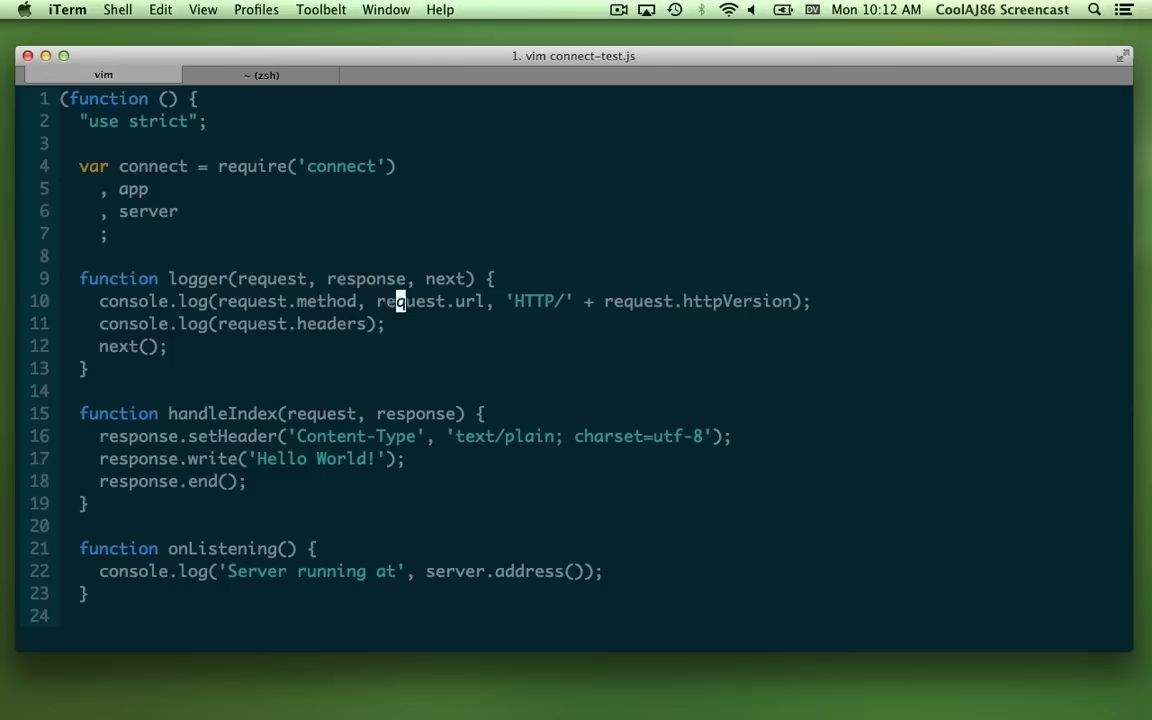 iTerm Shell Edit View Profiles Toolbelt Window Help DV Mon 10:12 AM CoolAJ86 Screencast
1. vim connect-test.js
vim ~ (zsh)
1 (function () {
2 "use strict";
3
4 var connect = require('connect')
5 , app
6 , server
7 ;
8
9 function logger(request, response, next) {
10 console.log(request.method, request.url, 'HTTP/' + request.httpVersion);
11 console.log(request.headers);
12 next();
13 }
14
15 function handleIndex(request, response) {
16 response.setHeader('Content-Type', 'text/plain; charset=utf-8');
17 response.write('Hello World!');
18 response.end();
19 }
20
21 function onListening() {
22 console.log('Server running at', server.address());
23 }
24